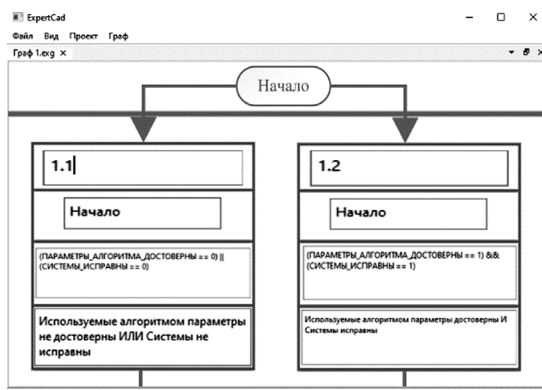 ExpertCad
Файл Вид Проект Граф
Граф 1.exg ×
Начало
1.1
Начало
(ПАРАМЕТРЫ_АЛГОРИТМА_ДОСТОВЕРНЫ == 0) ||
(СИСТЕМЫ_ИСПРАВНЫ == 0)
Используемые алгоритмом параметры
не достоверны ИЛИ Системы не
исправны
1.2
Начало
(ПАРАМЕТРЫ_АЛГОРИТМА_ДОСТОВЕРНЫ == 1) &&
(СИСТЕМЫ_ИСПРАВНЫ == 1)
Используемые алгоритмом параметры достоверны И
Системы исправны